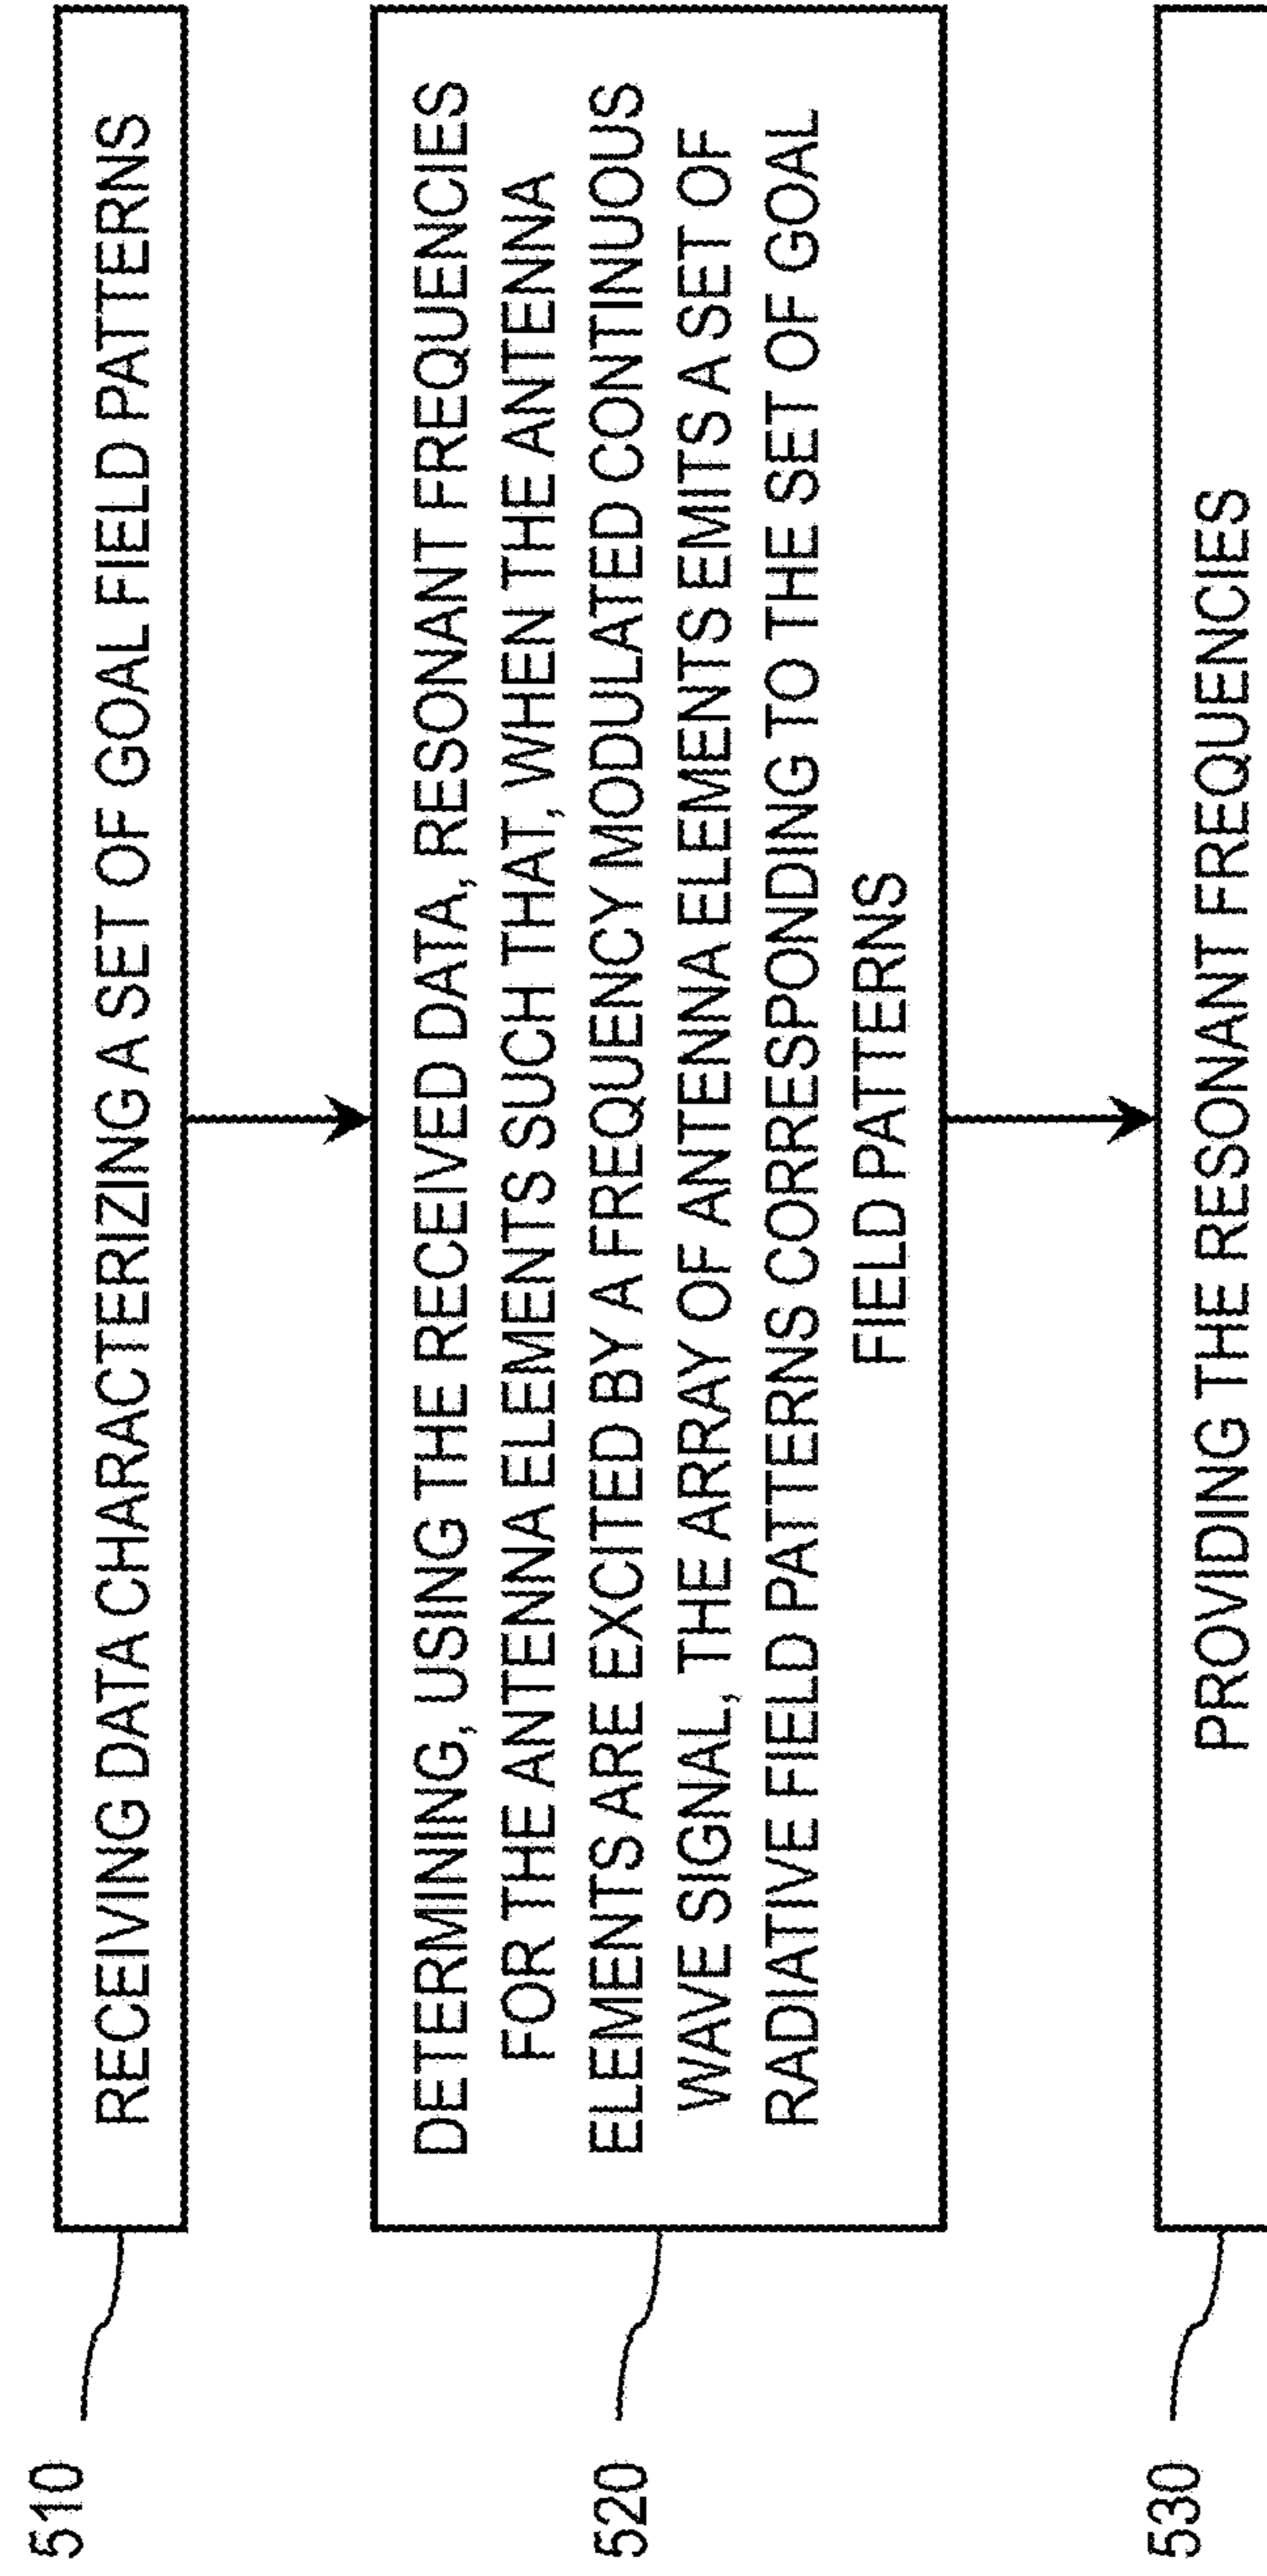 510
RECEIVING DATA CHARACTERIZING A SET OF GOAL FIELD PATTERNS
520
DETERMINING, USING THE RECEIVED DATA, RESONANT FREQUENCIES
FOR THE ANTENNA ELEMENTS SUCH THAT, WHEN THE ANTENNA
ELEMENTS ARE EXCITED BY A FREQUENCY MODULATED CONTINUOUS
WAVE SIGNAL, THE ARRAY OF ANTENNA ELEMENTS EMITS A SET OF
RADIATIVE FIELD PATTERNS CORRESPONDING TO THE SET OF GOAL
FIELD PATTERNS
530
PROVIDING THE RESONANT FREQUENCIES